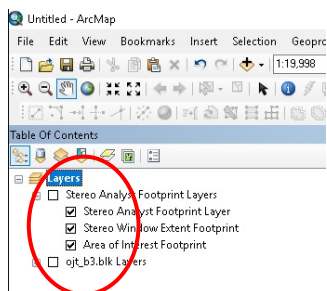 Untitled - ArcMap
File Edit View Bookmarks Insert Selection Geopro
1:19,998
Table Of Contents
Layers
Stereo Analyst Footprint Layers
Stereo Analyst Footprint Layer
Stereo Window Extent Footprint
Area of Interest Footprint
ojt_b3.blk Layers